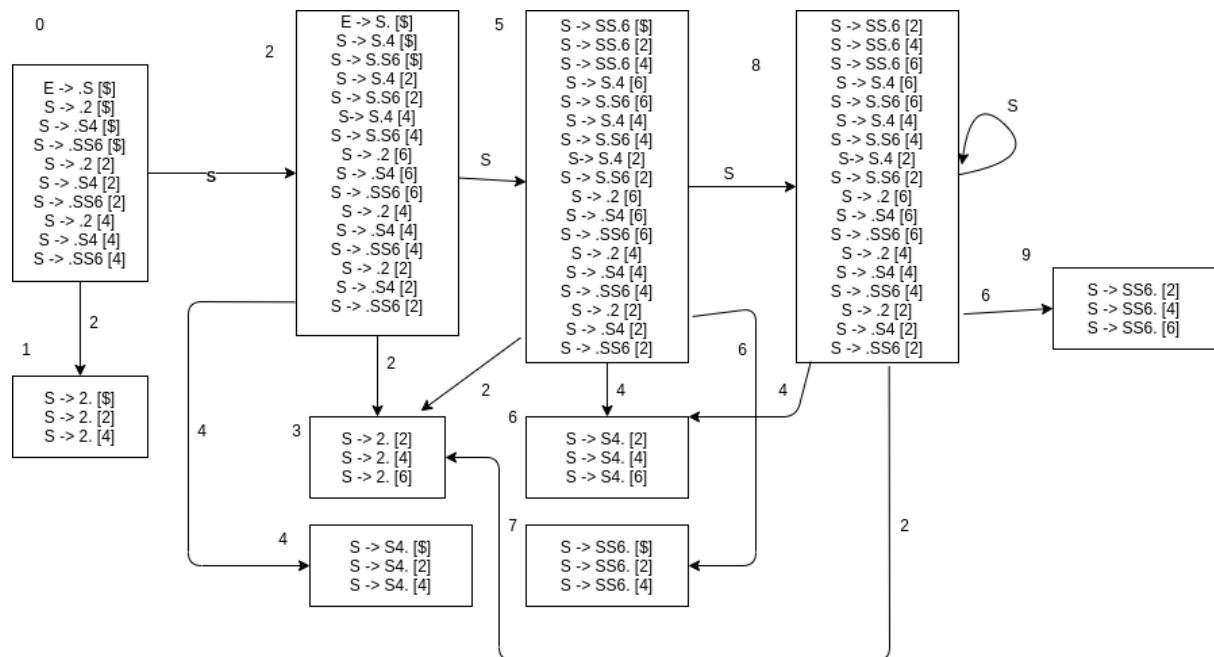 0
E -> .S [$]
S -> .2 [$]
S -> .S4 [$]
S -> .SS6 [$]
S -> .2 [2]
S -> .S4 [2]
S -> .SS6 [2]
S -> .2 [4]
S -> .S4 [4]
S -> .SS6 [4]
S
2
1
S -> 2. [$]
S -> 2. [2]
S -> 2. [4]
2
E -> S. [$]
S -> S.4 [$]
S -> S.S6 [$]
S -> S.4 [2]
S -> S.S6 [2]
S-> S.4 [4]
S -> S.S6 [4]
S -> .2 [6]
S -> .S4 [6]
S -> .SS6 [6]
S -> .2 [4]
S -> .S4 [4]
S -> .SS6 [4]
S -> .2 [2]
S -> .S4 [2]
S -> .SS6 [2]
S
2
4
3
S -> 2. [2]
S -> 2. [4]
S -> 2. [6]
4
S -> S4. [$]
S -> S4. [2]
S -> S4. [4]
5
S -> SS.6 [$]
S -> SS.6 [2]
S -> SS.6 [4]
S -> S.4 [6]
S -> S.S6 [6]
S -> S.4 [4]
S -> S.S6 [4]
S-> S.4 [2]
S -> S.S6 [2]
S -> .2 [6]
S -> .S4 [6]
S -> .SS6 [6]
S -> .2 [4]
S -> .S4 [4]
S -> .SS6 [4]
S -> .2 [2]
S -> .S4 [2]
S -> .SS6 [2]
S
2
4
6
6
S -> S4. [2]
S -> S4. [4]
S -> S4. [6]
7
S -> SS6. [$]
S -> SS6. [2]
S -> SS6. [4]
8
S -> SS.6 [2]
S -> SS.6 [4]
S -> SS.6 [6]
S -> S.4 [6]
S -> S.S6 [6]
S -> S.4 [4]
S -> S.S6 [4]
S-> S.4 [2]
S -> S.S6 [2]
S -> .2 [6]
S -> .S4 [6]
S -> .SS6 [6]
S -> .2 [4]
S -> .S4 [4]
S -> .SS6 [4]
S -> .2 [2]
S -> .S4 [2]
S -> .SS6 [2]
S
4
6
2
9
S -> SS6. [2]
S -> SS6. [4]
S -> SS6. [6]